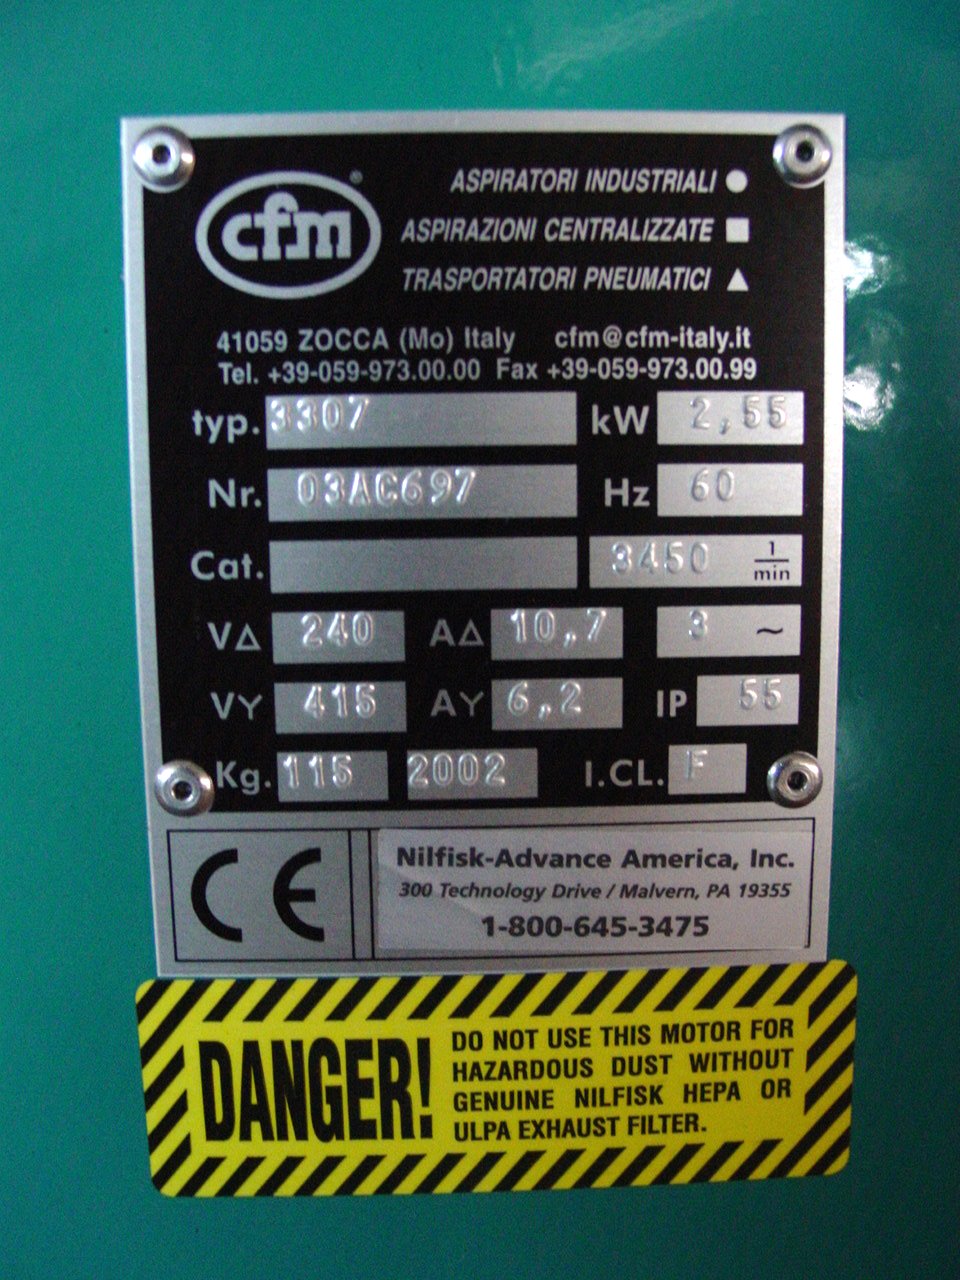 cfm®
ASPIRATORI INDUSTRIALI ●
ASPIRAZIONI CENTRALIZZATE ■
TRASPORTATORI PNEUMATICI ▲
41059 ZOCCA (Mo) Italy cfm@cfm-italy.it
Tel. +39-059-973.00.00 Fax +39-059-973.00.99
typ. 3307 kW 2,55
Nr. 03AC697 Hz 60
Cat. 3450 1/min
V△ 240 A△ 10,7 3 ~
VY 415 AY 6,2 IP 55
Kg. 115 2002 I.CL. F
CE
Nilfisk-Advance America, Inc.
300 Technology Drive / Malvern, PA 19355
1-800-645-3475
DANGER!
DO NOT USE THIS MOTOR FOR
HAZARDOUS DUST WITHOUT
GENUINE NILFISK HEPA OR
ULPA EXHAUST FILTER.